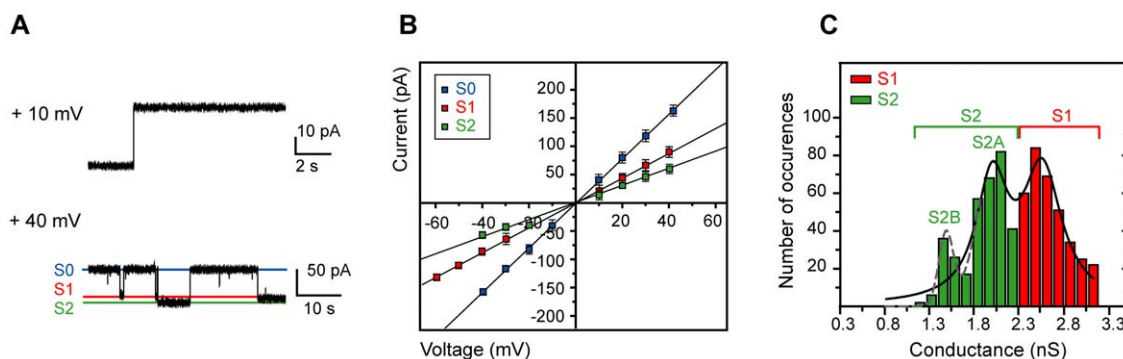 A
+ 10 mV
10 pA
2 s
+ 40 mV
S0
S1
S2
50 pA
10 s
B
S0
S1
S2
Current (pA)
200
150
100
50
-60
-40
-20
20
40
60
-50
-100
-150
-200
Voltage (mV)
C
S1
S2
Number of occurences
100
80
60
40
20
S2
S1
S2A
S2B
0.3
0.8
1.3
1.8
2.3
2.8
3.3
Conductance (nS)